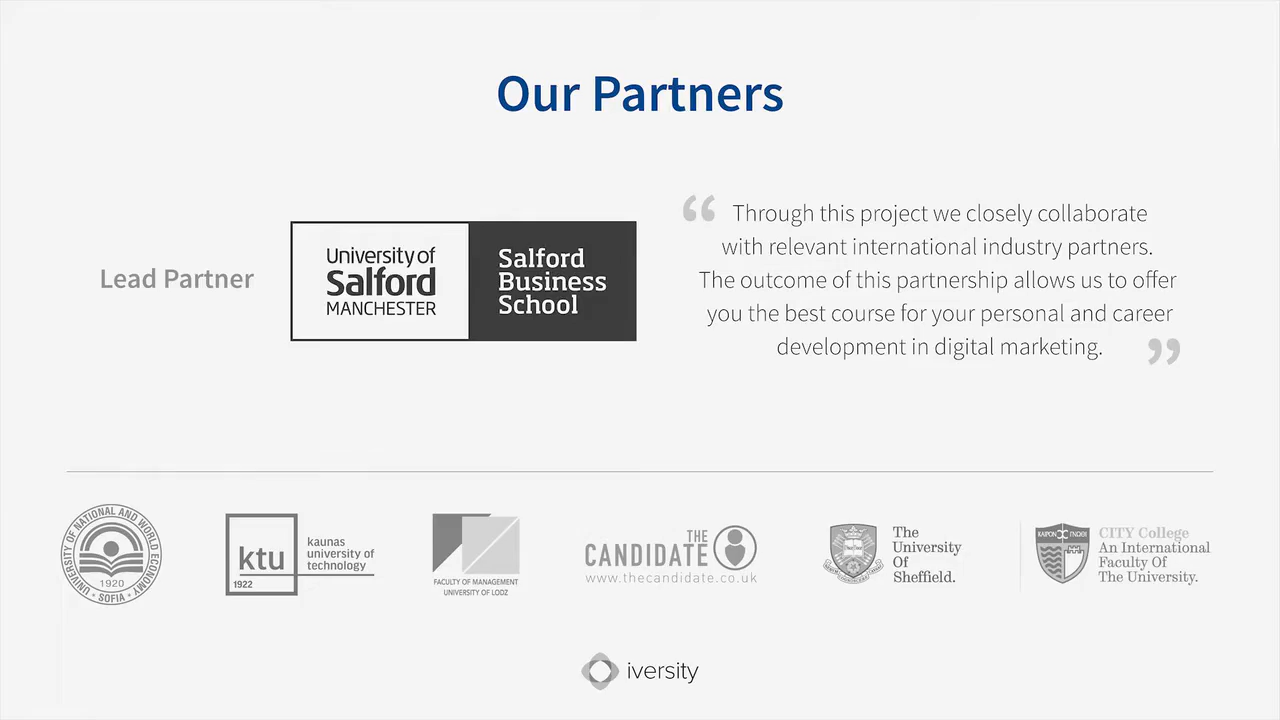 Our Partners
Lead Partner
University of
Salford
MANCHESTER
Salford
Business
School
“ Through this project we closely collaborate
with relevant international industry partners.
The outcome of this partnership allows us to offer
you the best course for your personal and career
development in digital marketing. ”
UNIVERSITY OF NATIONAL AND WORLD ECONOMY
1920
• SOFIA •
ktu
1922
kaunas
university of
technology
FACULTY OF MANAGEMENT
UNIVERSITY OF LODZ
THE
CANDIDATE
www.thecandidate.co.uk
The
University
Of
Sheffield.
CITY College
An International
Faculty Of
The University.
iversity